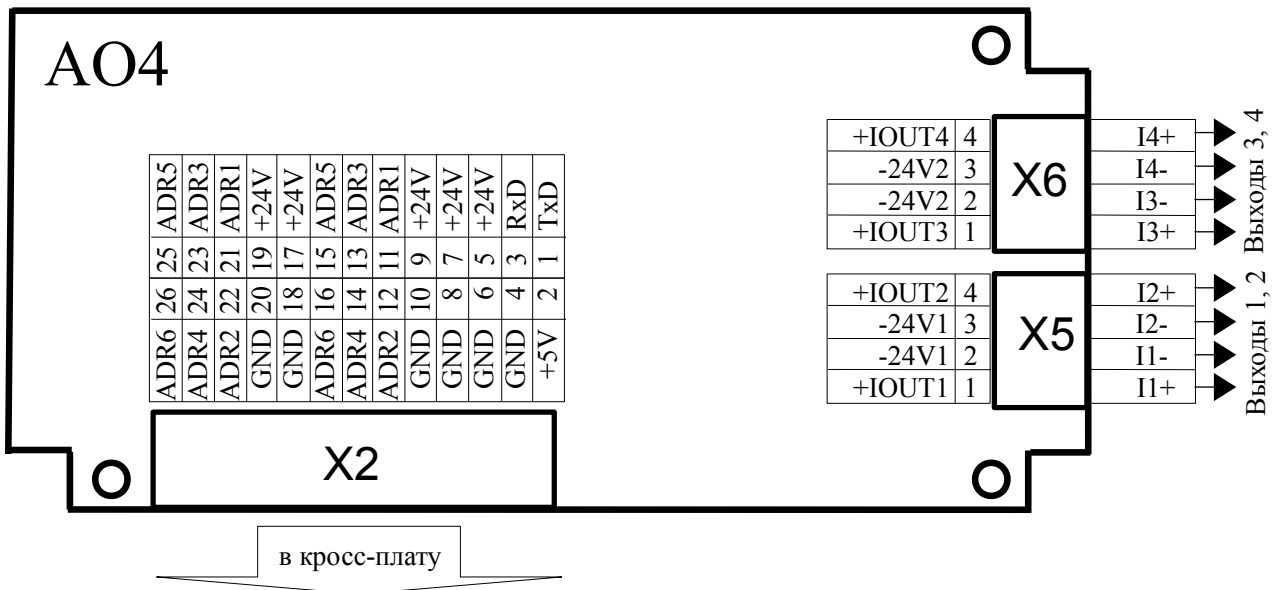 AO4
ADR5 ADR3 ADR1 +24V +24V ADR5 ADR3 ADR1 +24V +24V +24V RxD TxD
25 23 21 19 17 15 13 11 9 7 5 3 1
26 24 22 20 18 16 14 12 10 8 6 4 2
ADR6 ADR4 ADR2 GND GND ADR6 ADR4 ADR2 GND GND GND GND +5V
X2
в кросс-плату
+IOUT4 4
-24V2 3
-24V2 2
+IOUT3 1
X6
I4+
I4-
I3-
I3+
Выходы 3, 4
+IOUT2 4
-24V1 3
-24V1 2
+IOUT1 1
X5
I2+
I2-
I1-
I1+
Выходы 1, 2